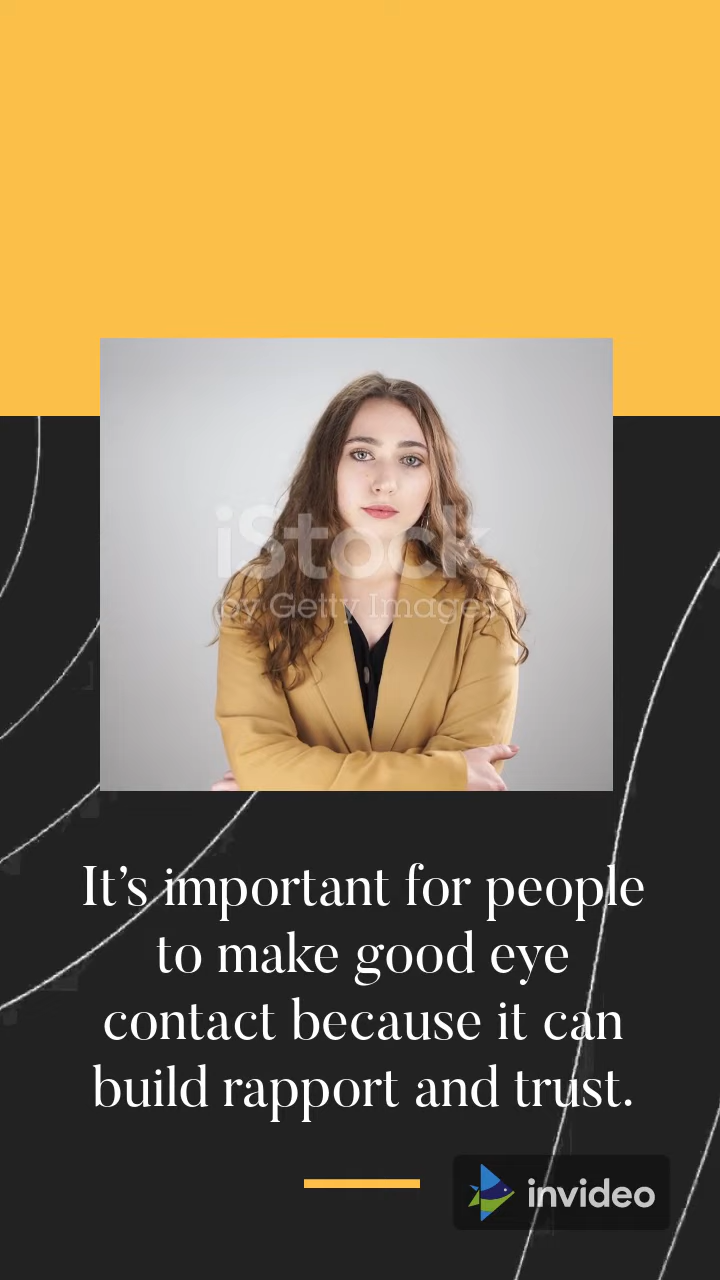 iStock
by Getty Images
It’s important for people
to make good eye
contact because it can
build rapport and trust.
invideo